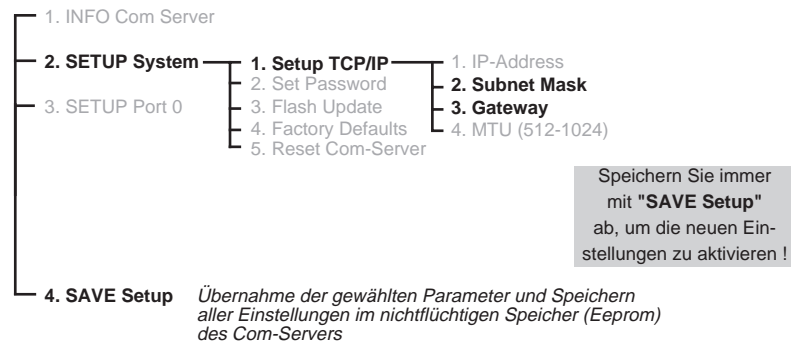 1. INFO Com Server
2. SETUP System
1. Setup TCP/IP
1. IP-Address
2. Set Password
2. Subnet Mask
3. SETUP Port 0
3. Flash Update
3. Gateway
4. Factory Defaults
4. MTU (512-1024)
5. Reset Com-Server
Speichern Sie immer
mit "SAVE Setup"
ab, um die neuen Ein-
stellungen zu aktivieren !
4. SAVE Setup
Übernahme der gewählten Parameter und Speichern
aller Einstellungen im nichtflüchtigen Speicher (Eeprom)
des Com-Servers